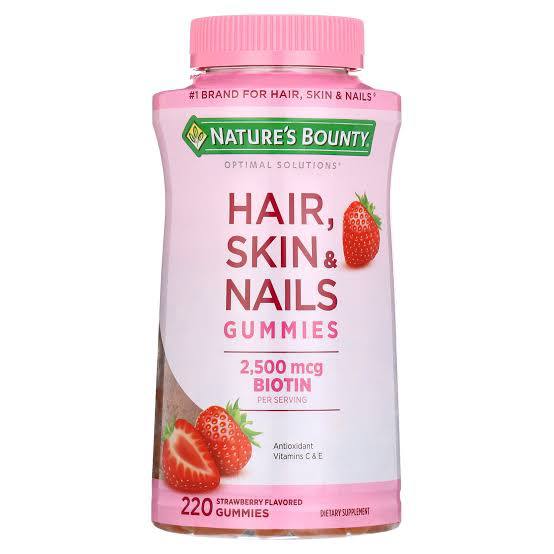 #1 BRAND FOR HAIR, SKIN & NAILS◊
NATURE'S BOUNTY®
OPTIMAL SOLUTIONS®
HAIR,
SKIN &
NAILS
GUMMIES
2,500 mcg
BIOTIN
PER SERVING
Antioxidant
Vitamins C & E
220 STRAWBERRY FLAVORED
GUMMIES
DIETARY SUPPLEMENT